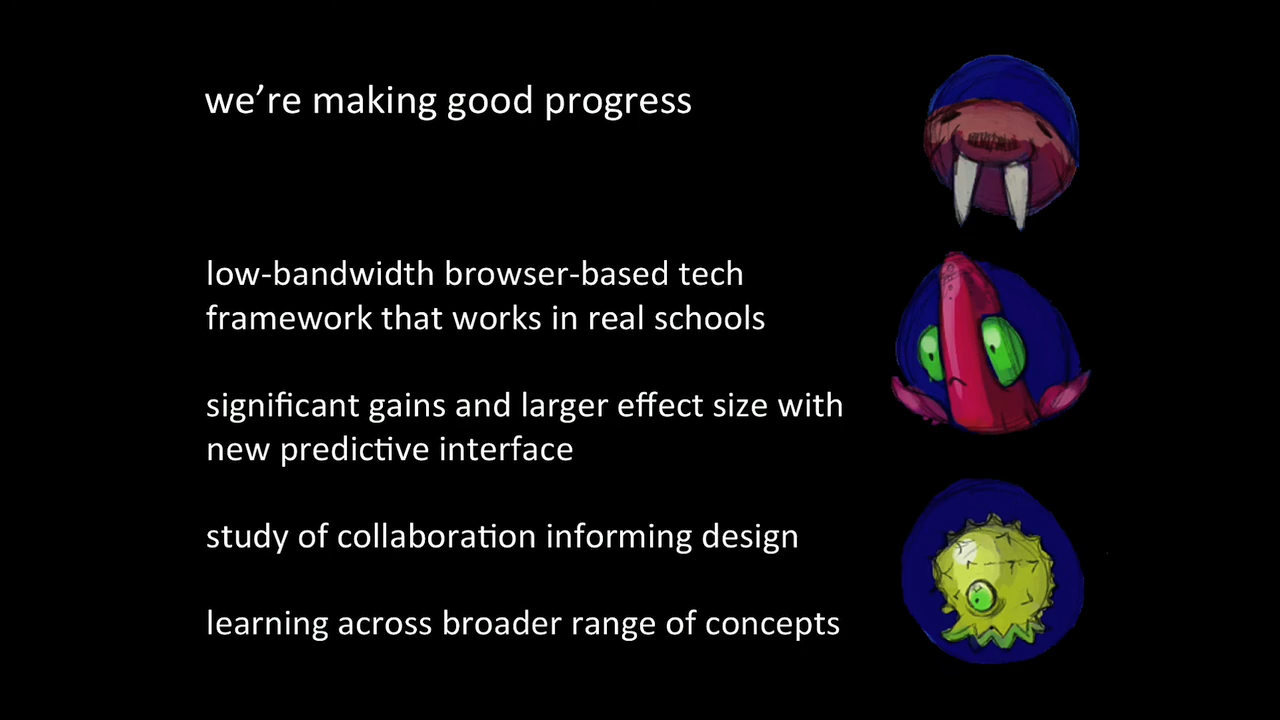 we’re making good progress
low-bandwidth browser-based tech
framework that works in real schools
significant gains and larger effect size with
new predictive interface
study of collaboration informing design
learning across broader range of concepts